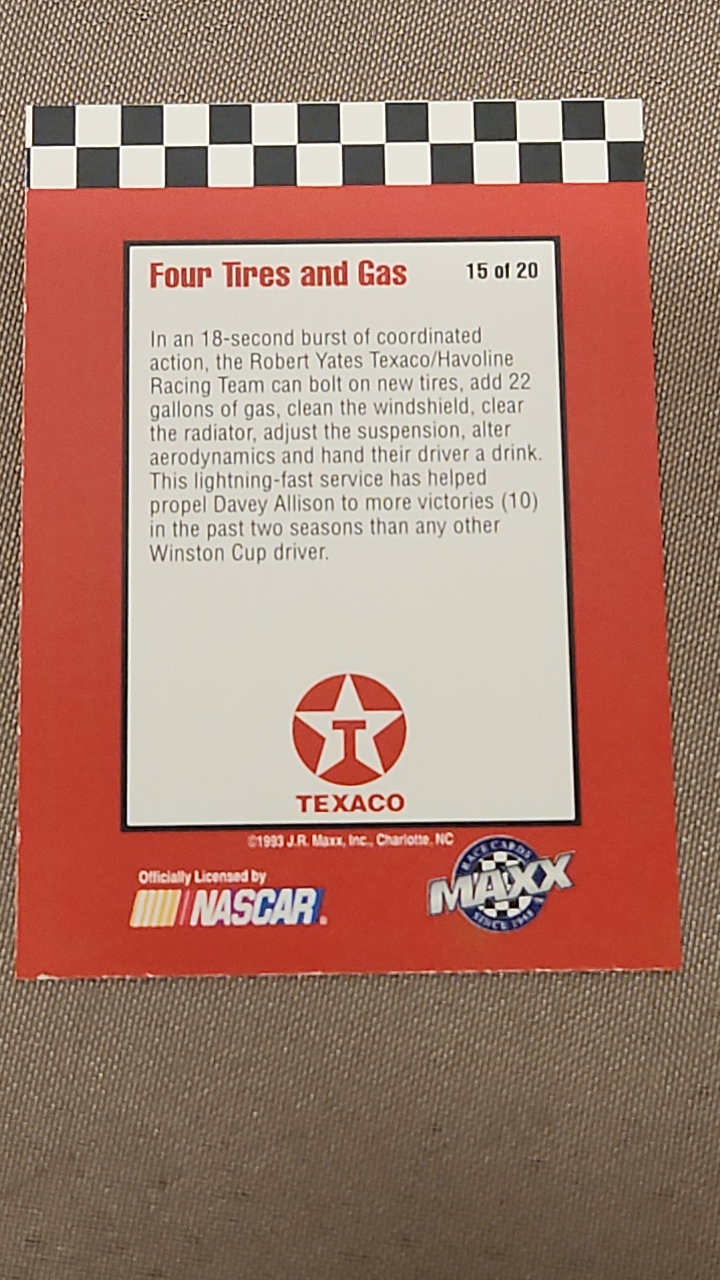 Four Tires and Gas 15 of 20
In an 18-second burst of coordinated
action, the Robert Yates Texaco/Havoline
Racing Team can bolt on new tires, add 22
gallons of gas, clean the windshield, clear
the radiator, adjust the suspension, alter
aerodynamics and hand their driver a drink.
This lightning-fast service has helped
propel Davey Allison to more victories (10)
in the past two seasons than any other
Winston Cup driver.
T
TEXACO
©1993 J.R. Maxx, Inc., Charlotte, NC
Officially Licensed by
NASCAR®
RACE CARDS
MAXX
SINCE 1988